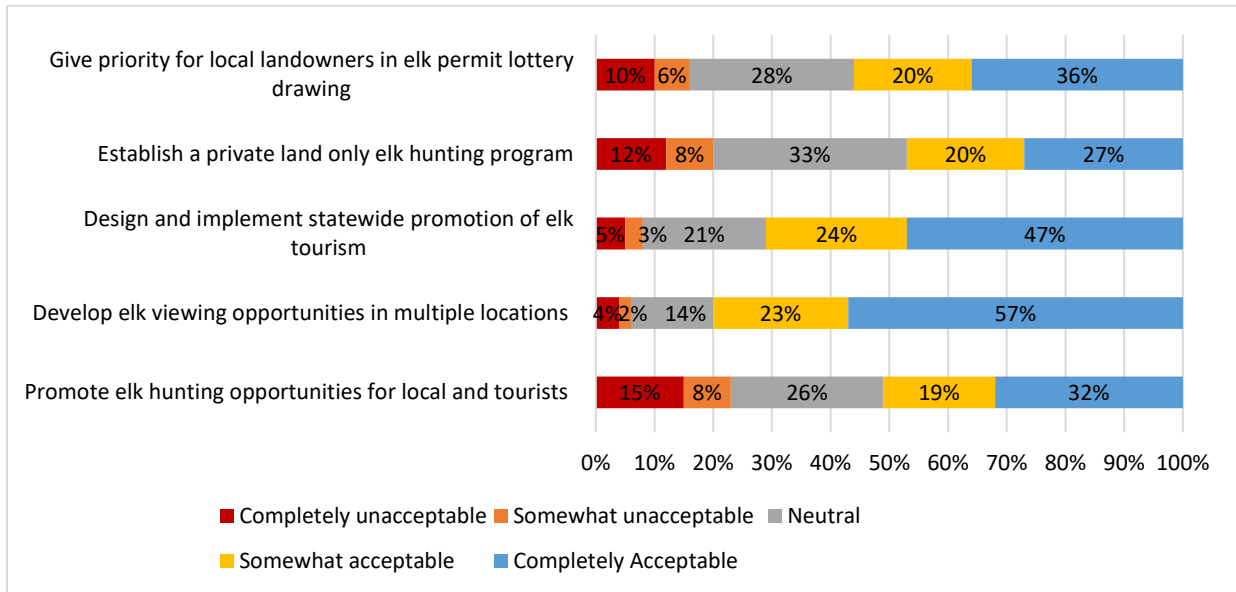 Give priority for local landowners in elk permit lottery
drawing
10% 6% 28% 20% 36%
Establish a private land only elk hunting program
12% 8% 33% 20% 27%
Design and implement statewide promotion of elk
tourism
5% 3% 21% 24% 47%
Develop elk viewing opportunities in multiple locations
4% 2% 14% 23% 57%
Promote elk hunting opportunities for local and tourists
15% 8% 26% 19% 32%
0% 10% 20% 30% 40% 50% 60% 70% 80% 90% 100%
Completely unacceptable Somewhat unacceptable Neutral
Somewhat acceptable Completely Acceptable